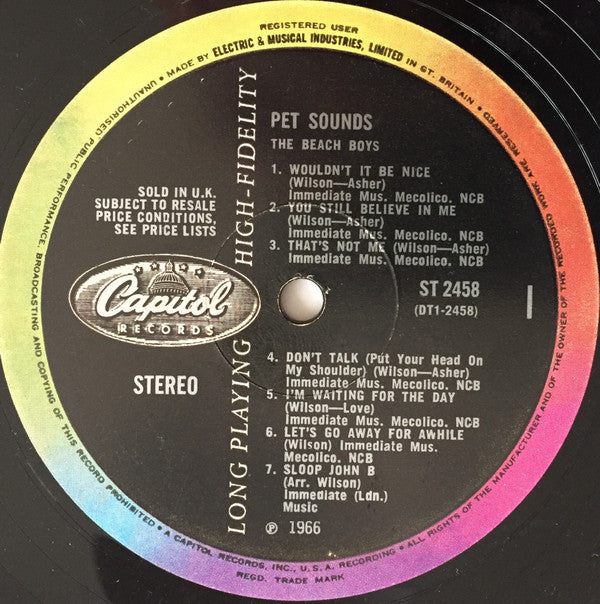 REGISTERED USER
UNAUTHORISED PUBLIC PERFORMANCE, BROADCASTING AND COPYING OF THIS RECORD PROHIBITED • A CAPITOL RECORDS, INC., U.S.A. RECORDING • ALL RIGHTS OF THE MANUFACTURER AND OF THE OWNER OF THE RECORDED WORK ARE RESERVED
• MADE BY ELECTRIC & MUSICAL INDUSTRIES, LIMITED IN GT. BRITAIN •
REGD. TRADE MARK
LONG PLAYING HIGH-FIDELITY
PET SOUNDS
THE BEACH BOYS
SOLD IN U.K.
SUBJECT TO RESALE
PRICE CONDITIONS,
SEE PRICE LISTS
1. WOULDN'T IT BE NICE
(Wilson—Asher)
Immediate Mus. Mecolico. NCB
2. YOU STILL BELIEVE IN ME
(Wilson—Asher)
Immediate Mus. Mecolico. NCB
3. THAT'S NOT ME (Wilson—Asher)
Immediate Mus. Mecolico. NCB
Capitol
RECORDS
ST 2458
(DT1-2458)
I
STEREO
4. DON'T TALK (Put Your Head On
My Shoulder) (Wilson—Asher)
Immediate Mus. Mecolico. NCB
5. I'M WAITING FOR THE DAY
(Wilson—Love)
Immediate Mus. Mecolico. NCB
6. LET'S GO AWAY FOR AWHILE
(Wilson) Immediate Mus.
Mecolico. NCB
7. SLOOP JOHN B
(Arr. Wilson)
Immediate (Ldn.)
Music
℗ 1966